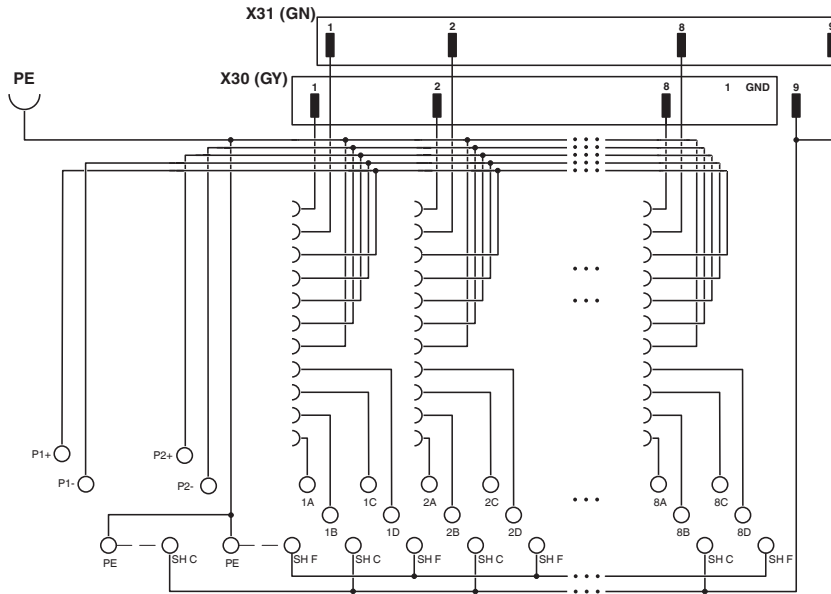 X31 (GN)
1 2 8 9
PE
X30 (GY)
1 2 8 1 GND 9
P1+ P2+
P1- P2-
1A 1C 2A 2C 8A 8C
1B 1D 2B 2D 8B 8D
PE SH C PE SH F SH C SH F SH C SH F SH C SH F